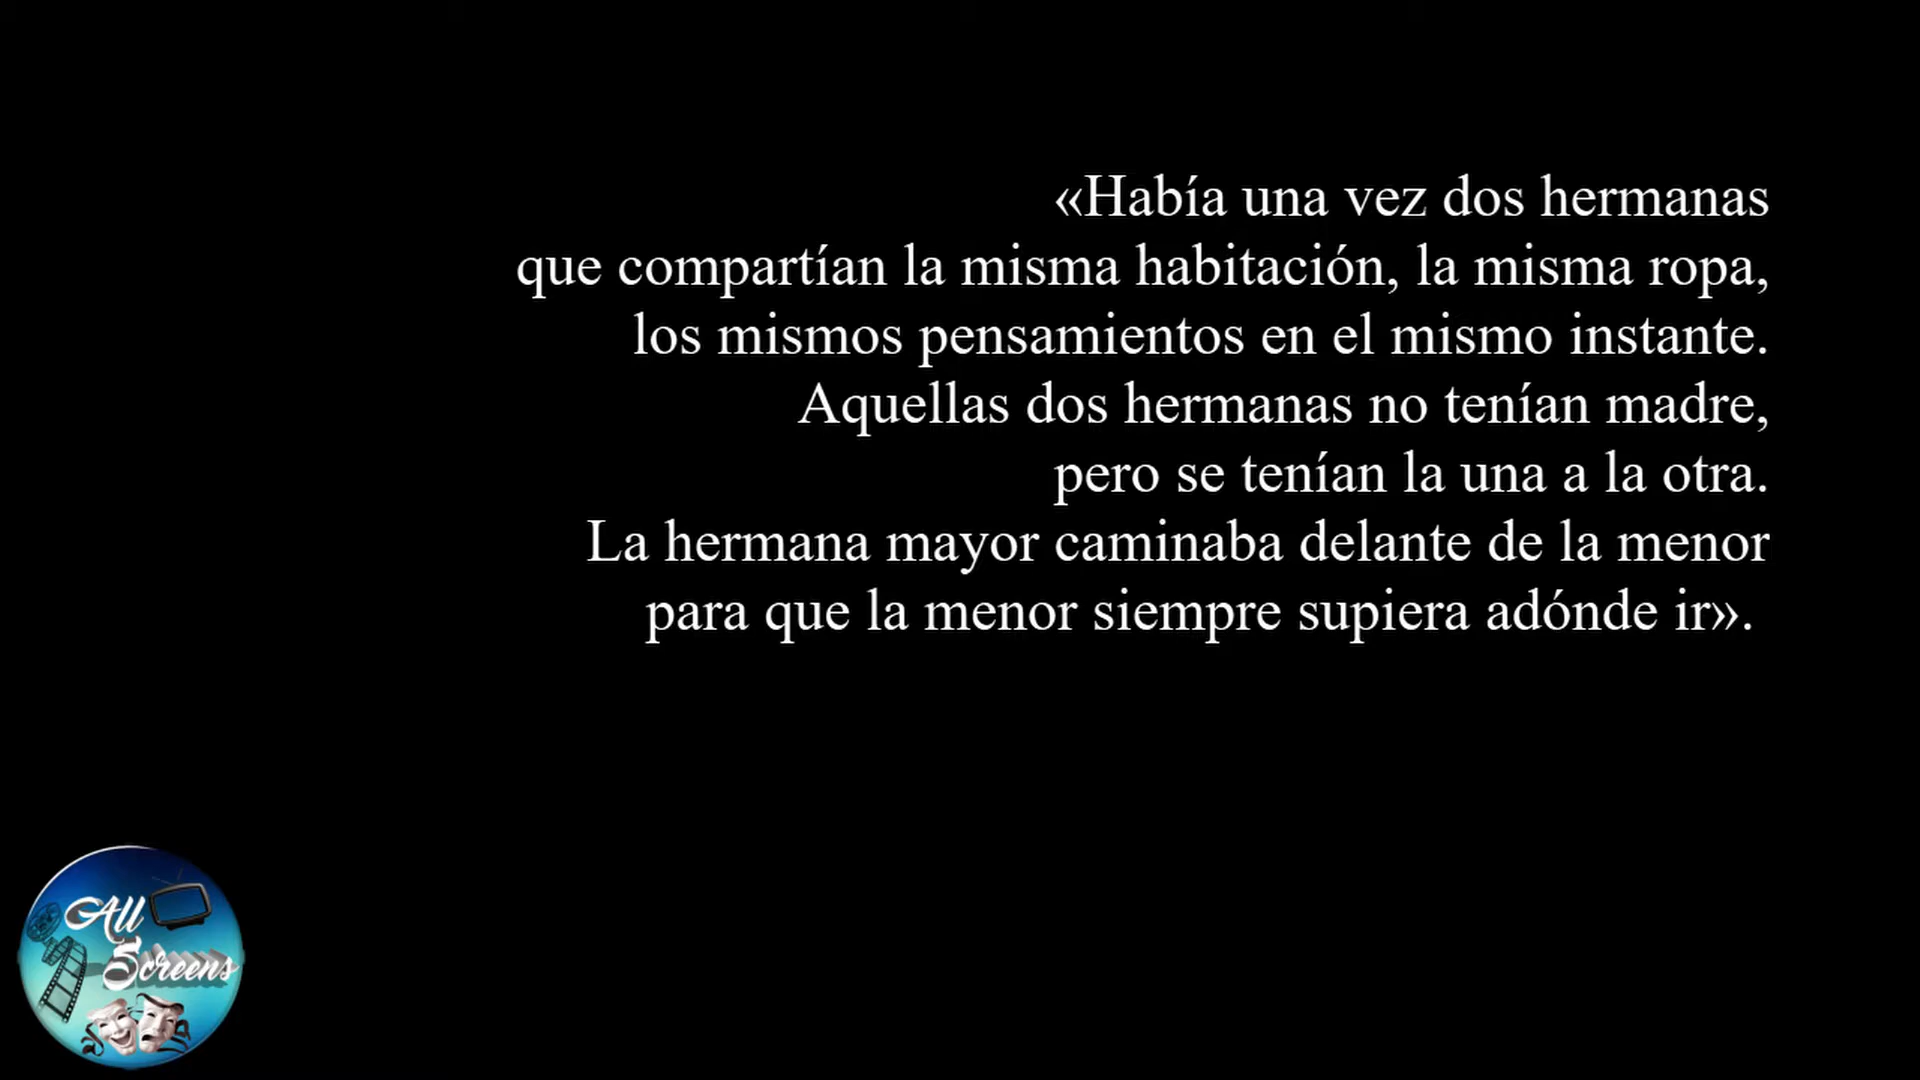 «Había una vez dos hermanas
que compartían la misma habitación, la misma ropa,
los mismos pensamientos en el mismo instante.
Aquellas dos hermanas no tenían madre,
pero se tenían la una a la otra.
La hermana mayor caminaba delante de la menor
para que la menor siempre supiera adónde ir».
All
Screens